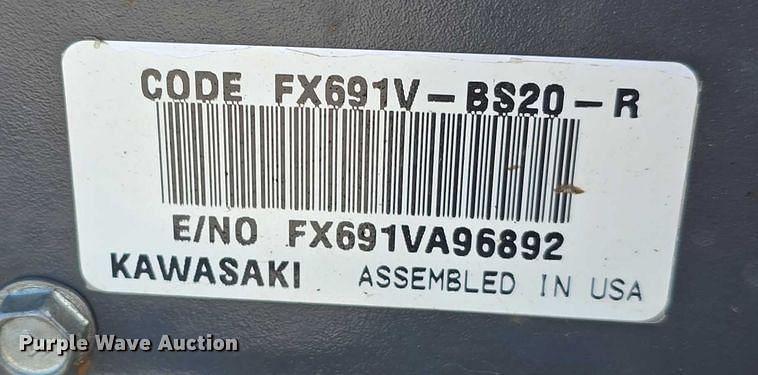 CODE FX691V-BS20-R
E/NO FX691VA96892
KAWASAKI ASSEMBLED IN USA
Purple Wave Auction